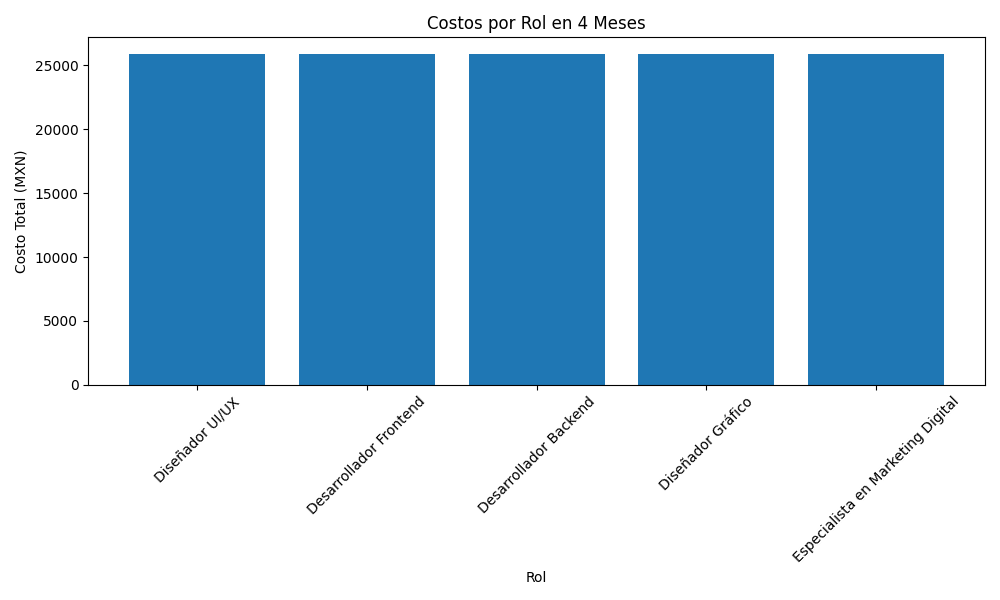 Costos por Rol en 4 Meses
Costo Total (MXN)
25000
20000
15000
10000
5000
0
Diseñador UI/UX
Desarrollador Frontend
Desarrollador Backend
Diseñador Gráfico
Especialista en Marketing Digital
Rol